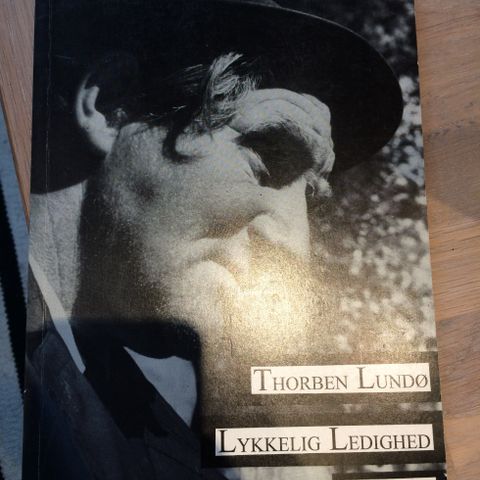 THORBEN LUNDØ
LYKKELIG LEDIGHED